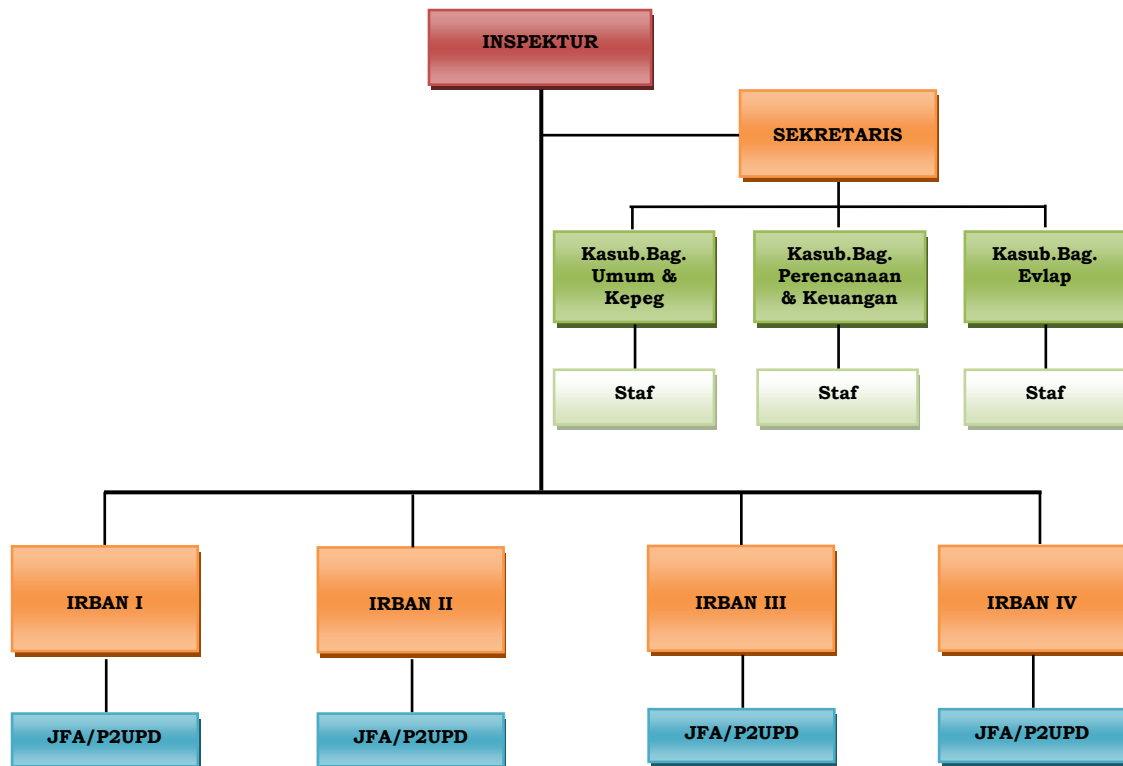 INSPEKTUR
SEKRETARIS
Kasub.Bag.
Umum &
Kepeg
Kasub.Bag.
Perencanaan
& Keuangan
Kasub.Bag.
Evlap
Staf
Staf
Staf
IRBAN I
IRBAN II
IRBAN III
IRBAN IV
JFA/P2UPD
JFA/P2UPD
JFA/P2UPD
JFA/P2UPD